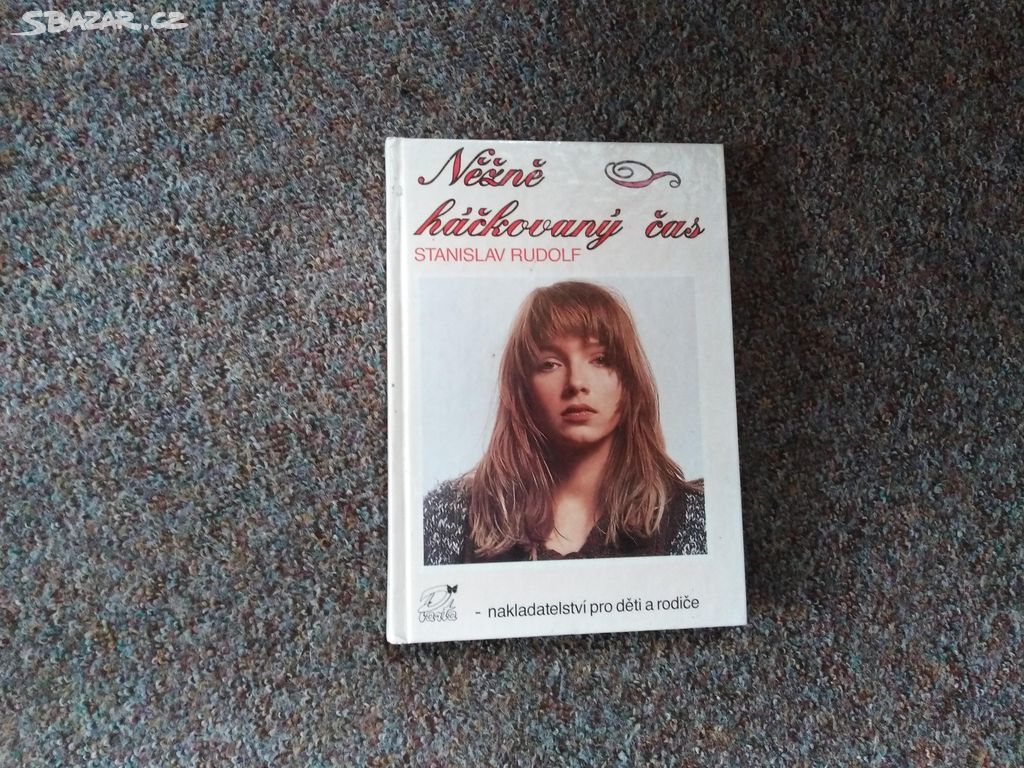 SBAZAR.CZ
Něžně
háčkovaný čas
STANISLAV RUDOLF
- nakladatelství pro děti a rodiče